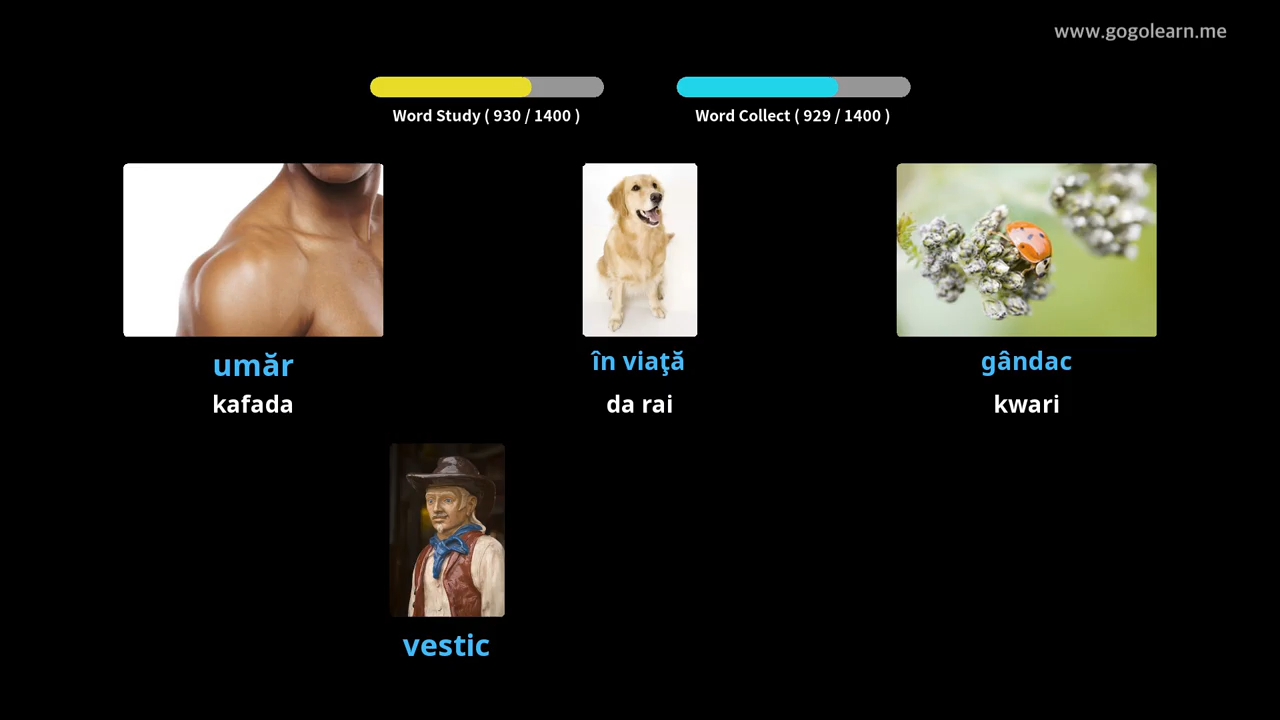 www.gogolearn.me
Word Study ( 930 / 1400 )
Word Collect ( 929 / 1400 )
umăr
kafada
în viaţă
da rai
gândac
kwari
vestic